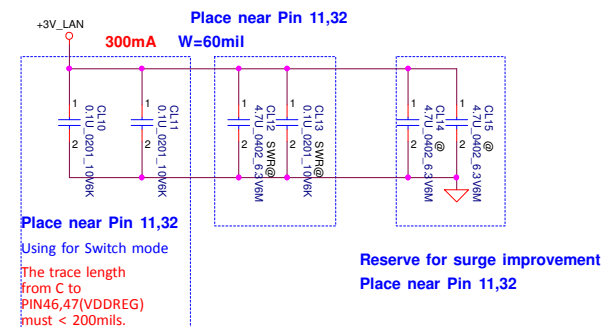 Place near Pin 11,32
+3V_LAN
300mA W=60mil
1
2
CL10
0.1U_0201_10V6K
1
2
CL11
0.1U_0201_10V6K
1
2
CL12 SWR@
4.7U_0402_6.3V6M
1
2
CL13 SWR@
0.1U_0201_10V6K
1
2
CL14 @
4.7U_0402_6.3V6M
1
2
CL15 @
4.7U_0402_6.3V6M
Place near Pin 11,32
Using for Switch mode
The trace length
from C to
PIN46,47(VDDREG)
must < 200mils.
Reserve for surge improvement
Place near Pin 11,32